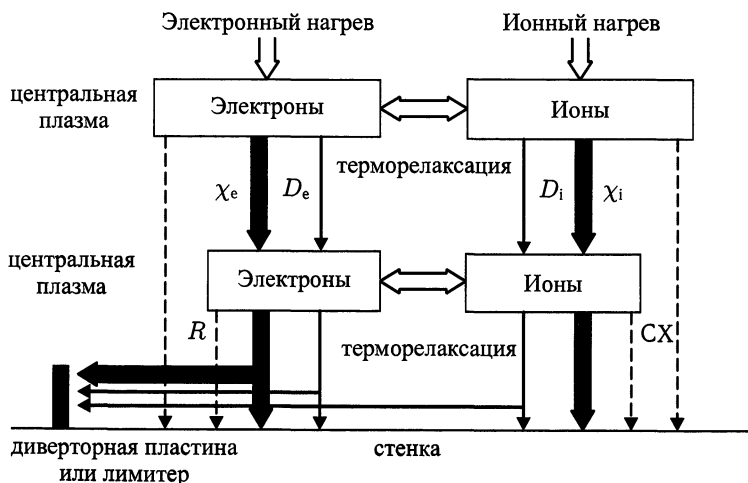 Электронный нагрев
Ионный нагрев
центральная
плазма
Электроны
Ионы
терморелаксация
χe
De
Di
χi
центральная
плазма
Электроны
Ионы
R
терморелаксация
CX
диверторная пластина
или лимитер
стенка